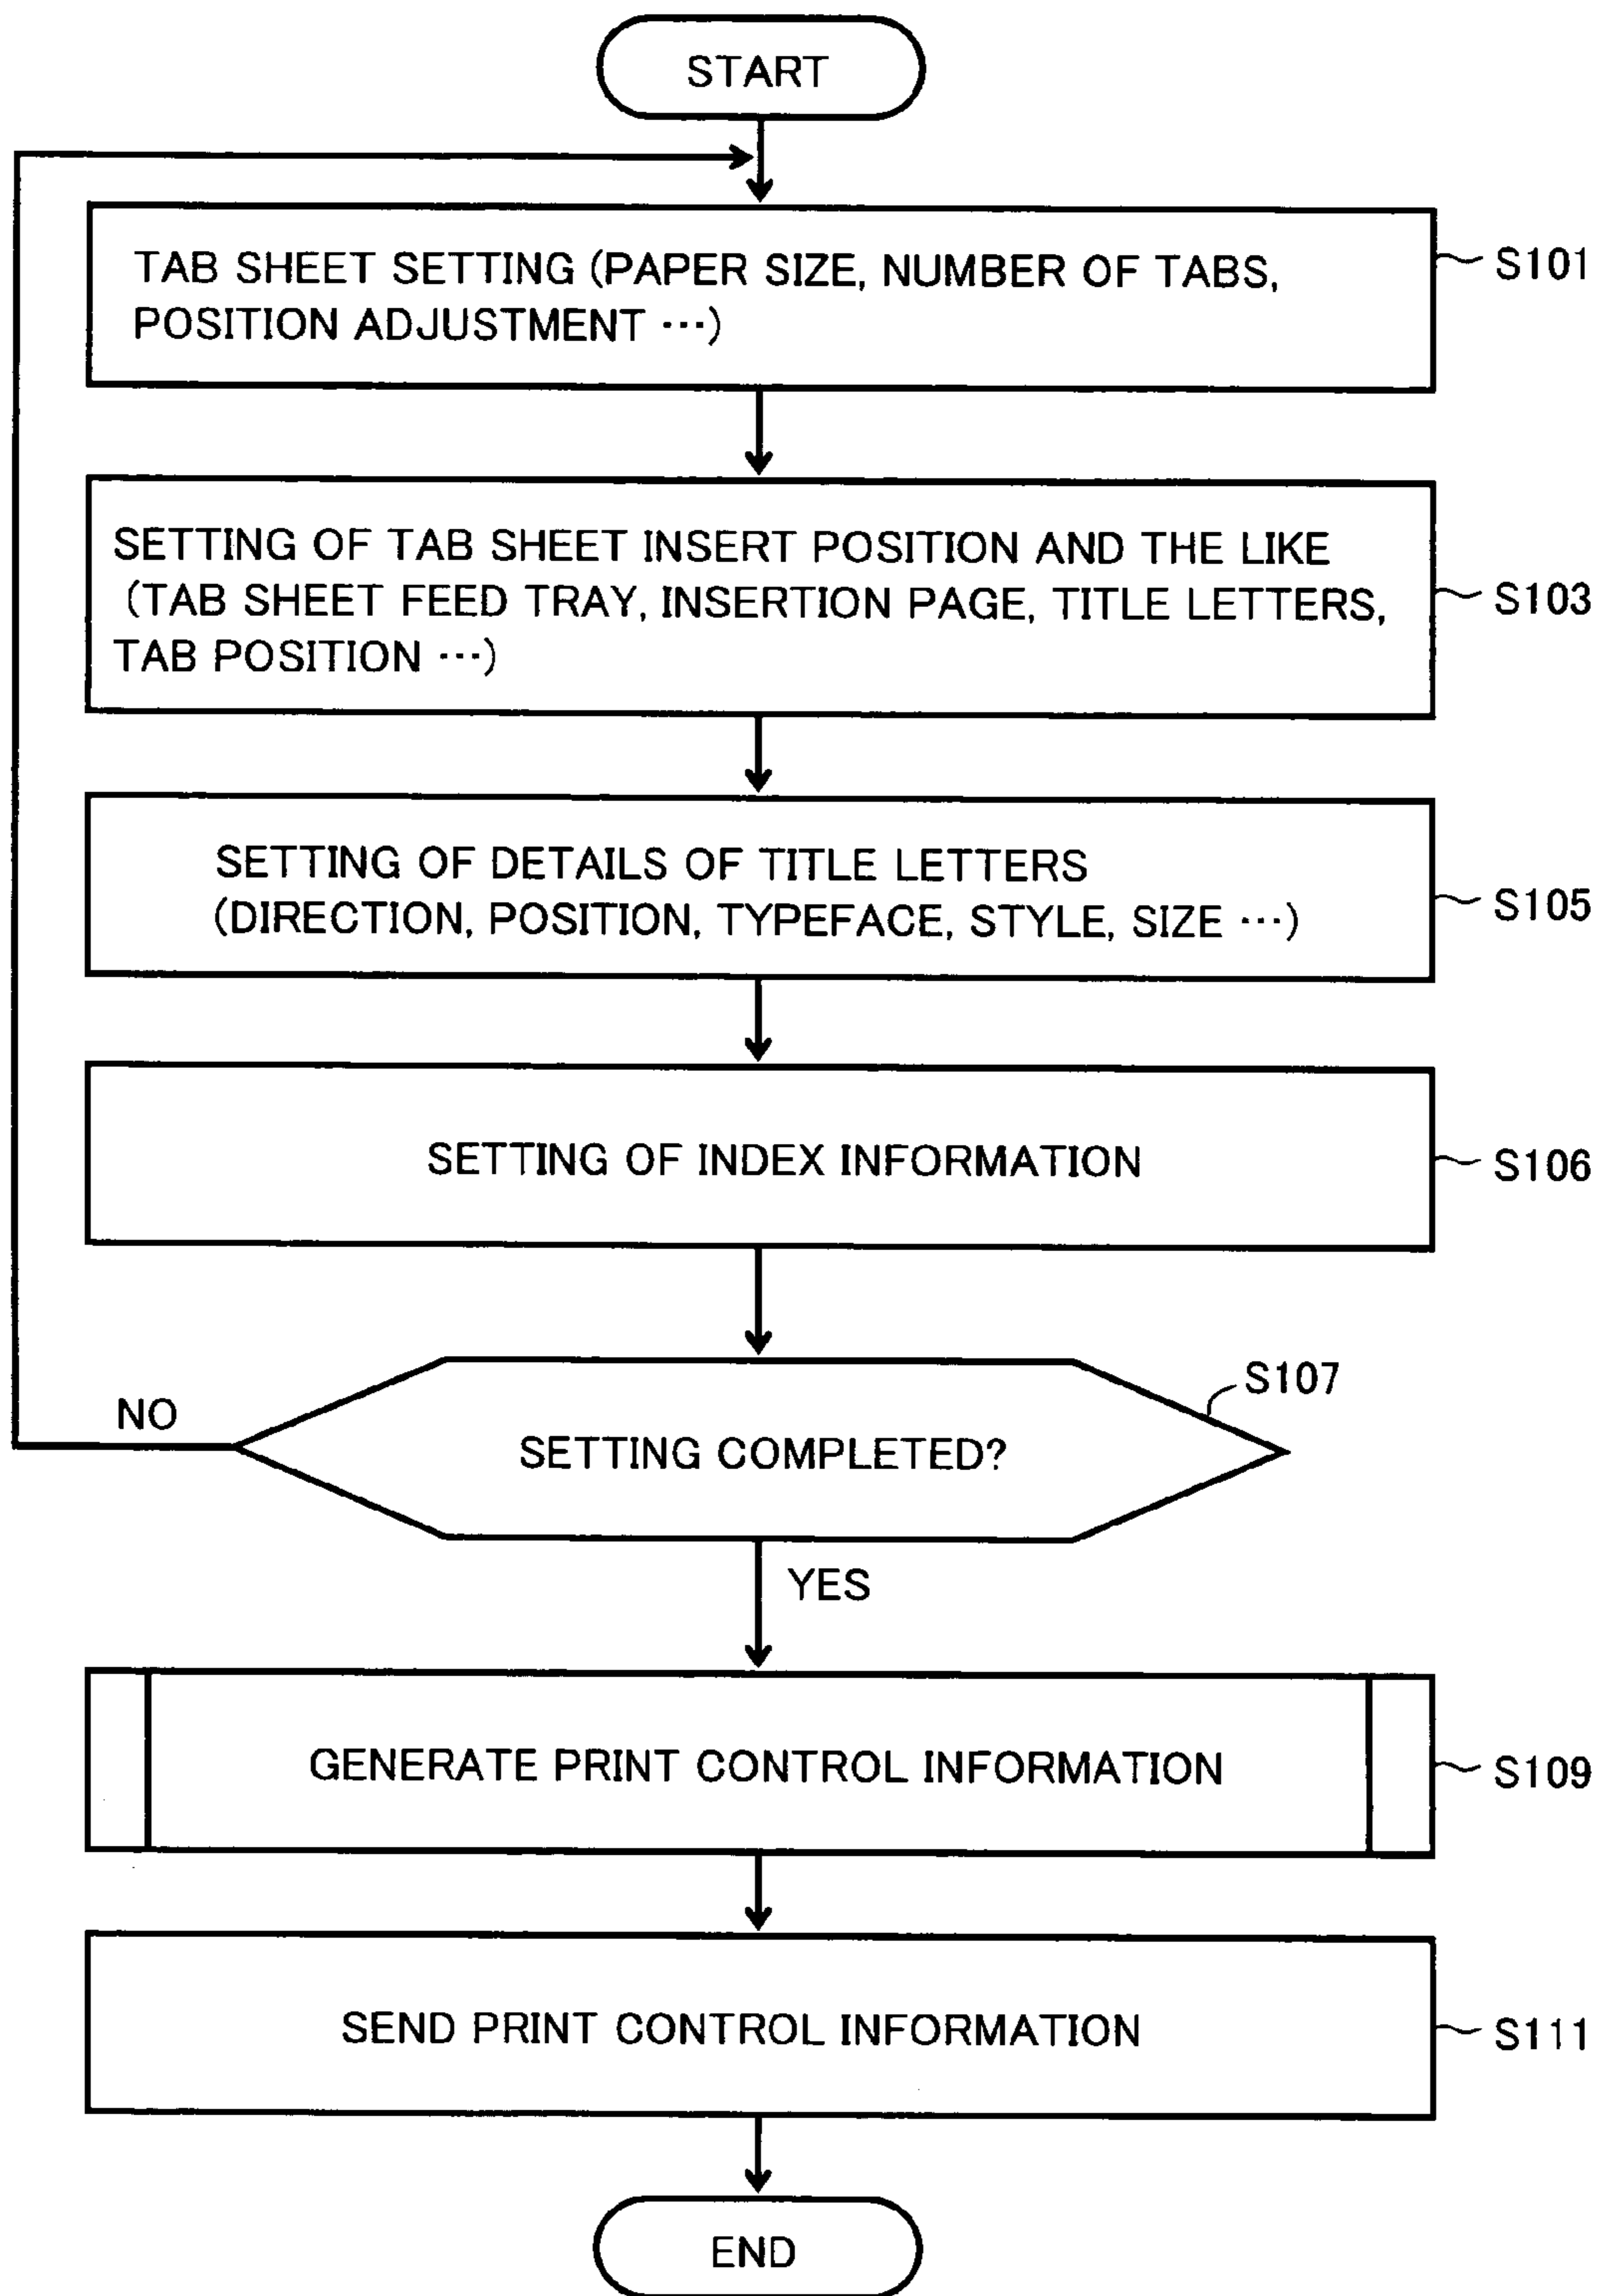 START
TAB SHEET SETTING (PAPER SIZE, NUMBER OF TABS,
POSITION ADJUSTMENT ···)
S101
SETTING OF TAB SHEET INSERT POSITION AND THE LIKE
(TAB SHEET FEED TRAY, INSERTION PAGE, TITLE LETTERS,
TAB POSITION ···)
S103
SETTING OF DETAILS OF TITLE LETTERS
(DIRECTION, POSITION, TYPEFACE, STYLE, SIZE ···)
S105
SETTING OF INDEX INFORMATION
S106
S107
NO
SETTING COMPLETED?
YES
GENERATE PRINT CONTROL INFORMATION
S109
SEND PRINT CONTROL INFORMATION
S111
END